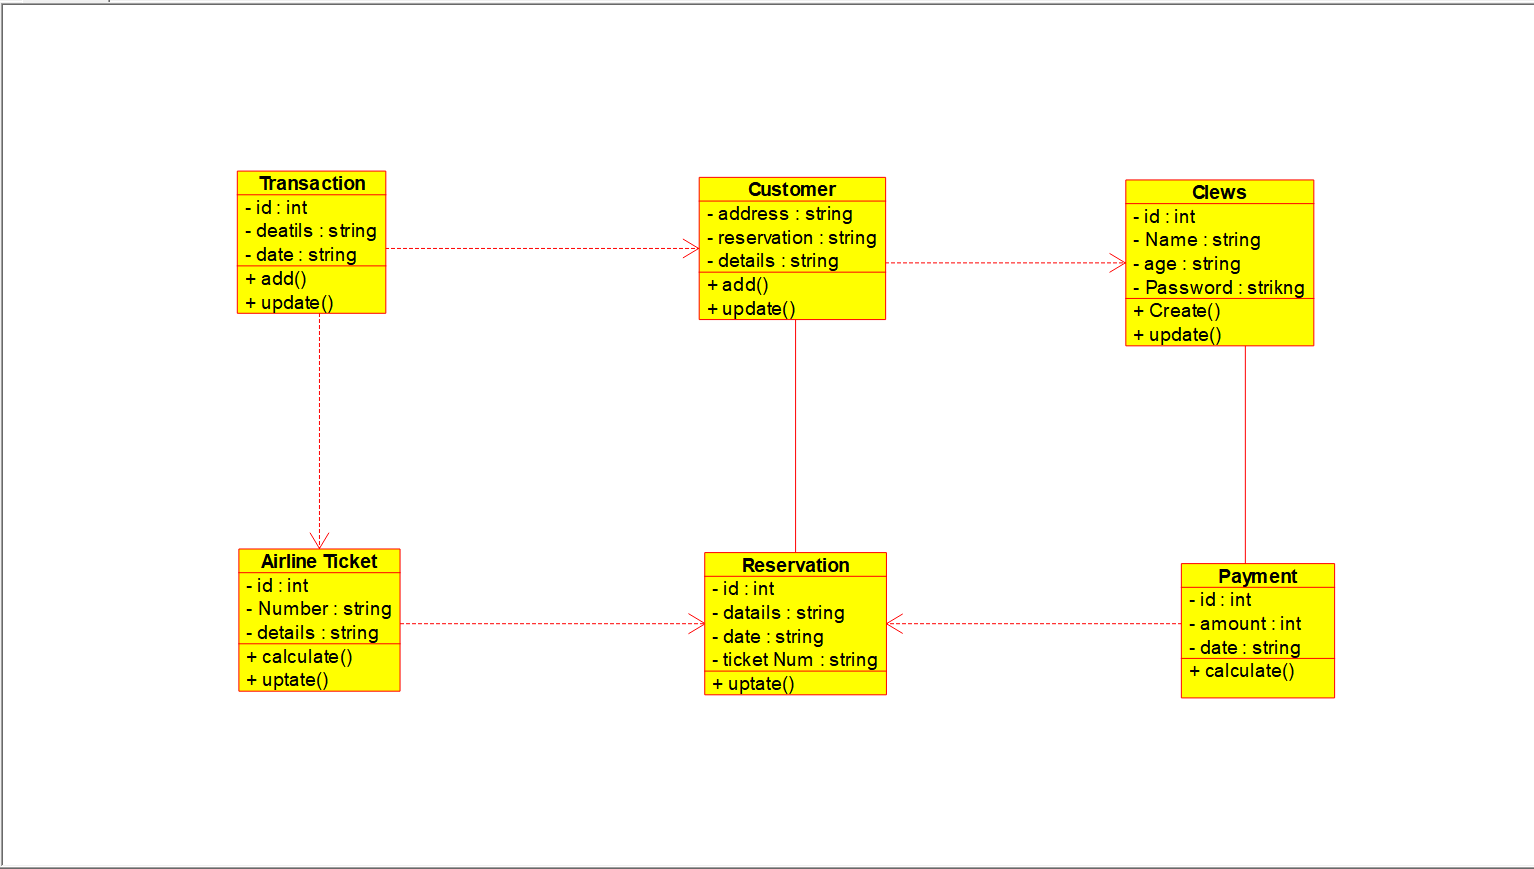 Transaction
- id : int
- deatils : string
- date : string
+ add()
+ update()
Customer
- address : string
- reservation : string
- details : string
+ add()
+ update()
Clews
- id : int
- Name : string
- age : string
- Password : strikng
+ Create()
+ update()
Airline Ticket
- id : int
- Number : string
- details : string
+ calculate()
+ uptate()
Reservation
- id : int
- datails : string
- date : string
- ticket Num : string
+ uptate()
Payment
- id : int
- amount : int
- date : string
+ calculate()